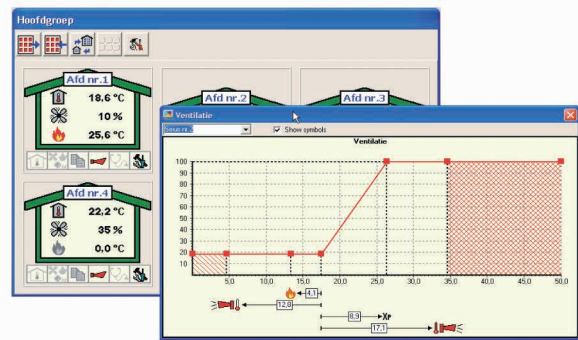 Hoofdgroep
Afd nr.1
18,6 °C
10 %
25,6 °C
Afd nr.2
Afd nr.3
Afd nr.4
22,2 °C
35 %
0,0 °C
Ventilatie
Show symbols
Ventilatie
100
90
80
70
60
50
40
30
20
10
5,0 10,0 15,0 20,0 25,0 30,0 35,0 40,0 45,0 50,0
4,1
12,8
8,9 Xp
17,1